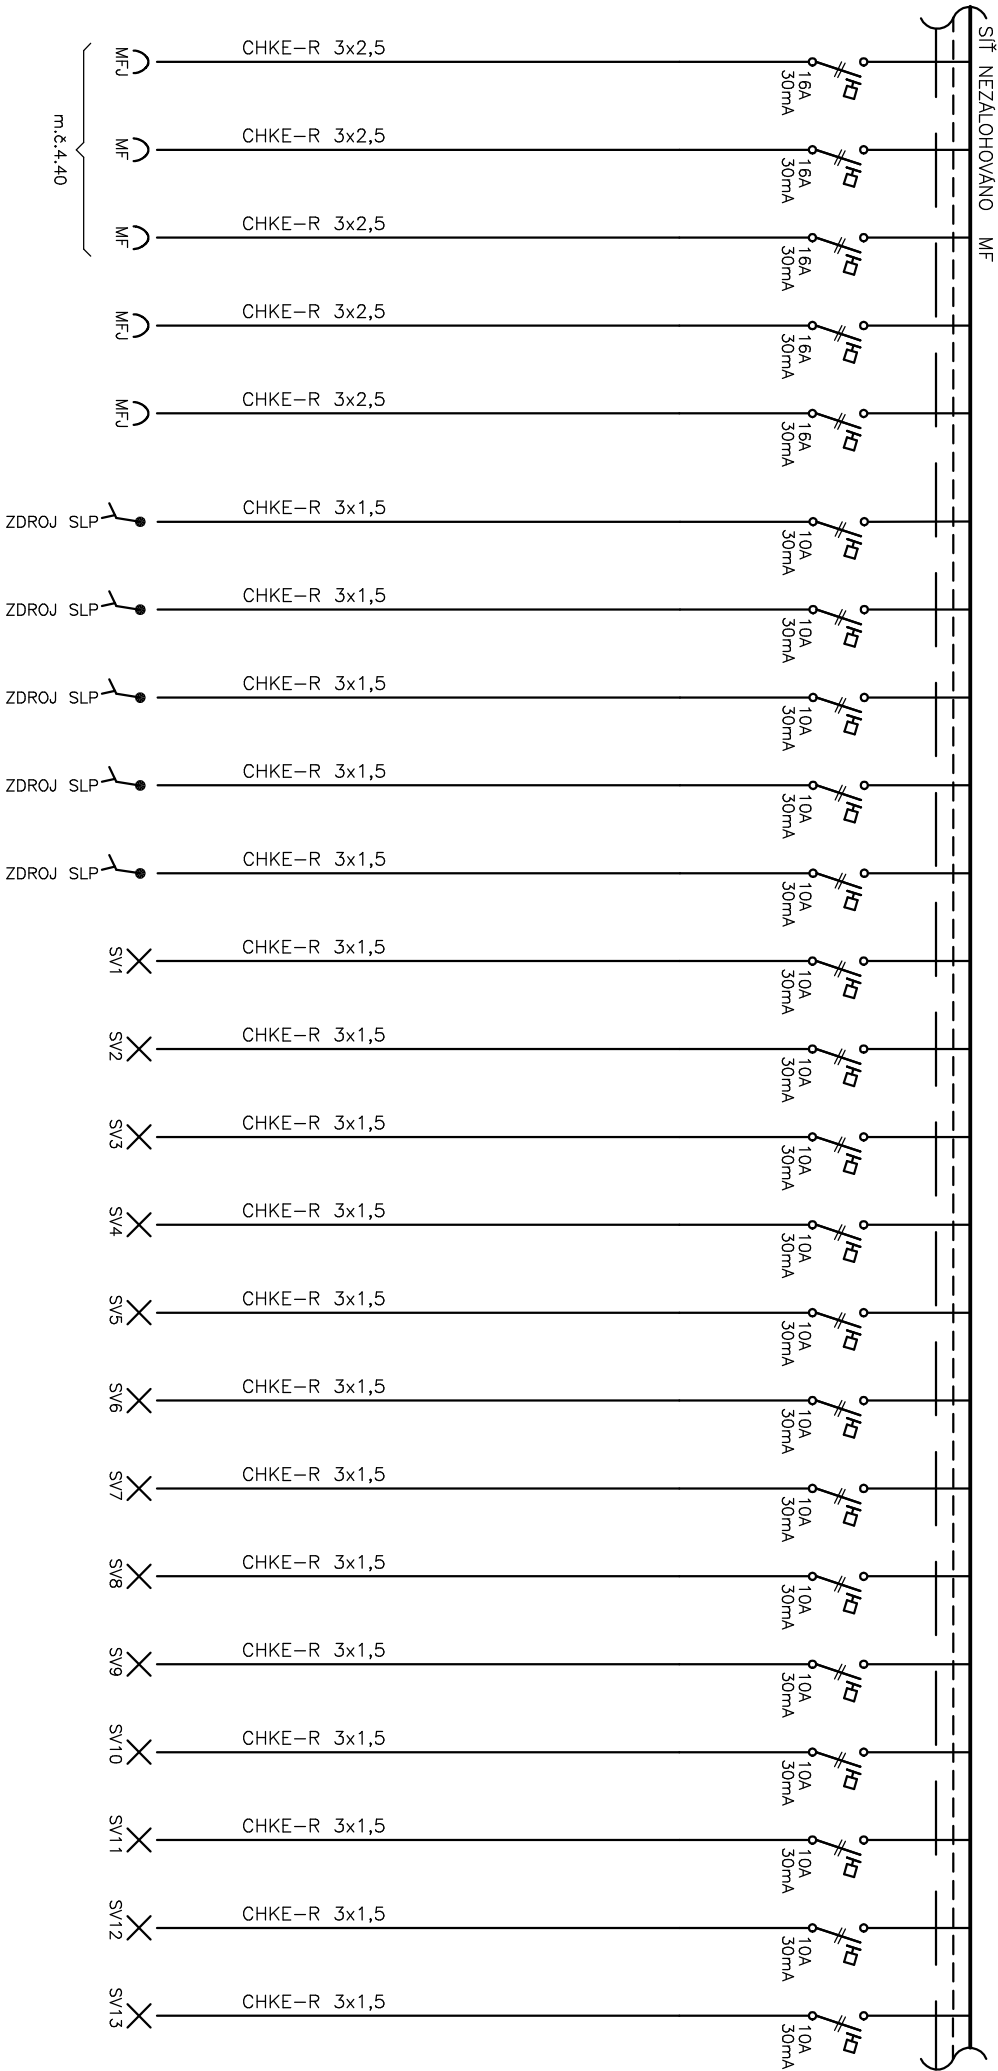 SÍŤ NEZÁLOHOVÁNO MF
MFJ CHKE-R 3x2,5 16A 30mA
MF CHKE-R 3x2,5 16A 30mA
MF CHKE-R 3x2,5 16A 30mA
m.č.4.40
MFJ CHKE-R 3x2,5 16A 30mA
MFJ CHKE-R 3x2,5 16A 30mA
ZDROJ SLP CHKE-R 3x1,5 10A 30mA
ZDROJ SLP CHKE-R 3x1,5 10A 30mA
ZDROJ SLP CHKE-R 3x1,5 10A 30mA
ZDROJ SLP CHKE-R 3x1,5 10A 30mA
ZDROJ SLP CHKE-R 3x1,5 10A 30mA
SV1 CHKE-R 3x1,5 10A 30mA
SV2 CHKE-R 3x1,5 10A 30mA
SV3 CHKE-R 3x1,5 10A 30mA
SV4 CHKE-R 3x1,5 10A 30mA
SV5 CHKE-R 3x1,5 10A 30mA
SV6 CHKE-R 3x1,5 10A 30mA
SV7 CHKE-R 3x1,5 10A 30mA
SV8 CHKE-R 3x1,5 10A 30mA
SV9 CHKE-R 3x1,5 10A 30mA
SV10 CHKE-R 3x1,5 10A 30mA
SV11 CHKE-R 3x1,5 10A 30mA
SV12 CHKE-R 3x1,5 10A 30mA
SV13 CHKE-R 3x1,5 10A 30mA